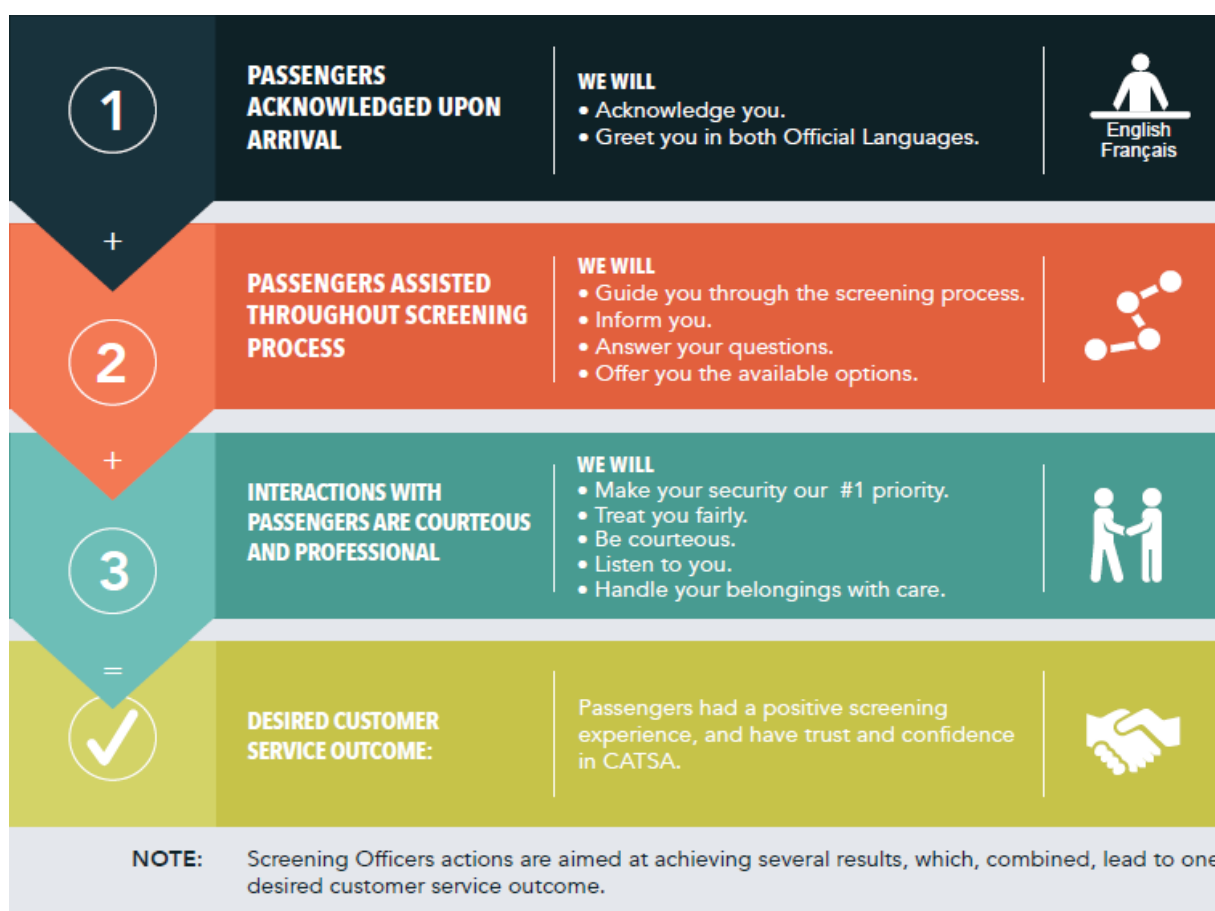 1
PASSENGERS
ACKNOWLEDGED UPON
ARRIVAL
WE WILL
• Acknowledge you.
• Greet you in both Official Languages.
English
Français
+
2
PASSENGERS ASSISTED
THROUGHOUT SCREENING
PROCESS
WE WILL
• Guide you through the screening process.
• Inform you.
• Answer your questions.
• Offer you the available options.
+
3
INTERACTIONS WITH
PASSENGERS ARE COURTEOUS
AND PROFESSIONAL
WE WILL
• Make your security our #1 priority.
• Treat you fairly.
• Be courteous.
• Listen to you.
• Handle your belongings with care.
=
DESIRED CUSTOMER
SERVICE OUTCOME:
Passengers had a positive screening
experience, and have trust and confidence
in CATSA.
NOTE: Screening Officers actions are aimed at achieving several results, which, combined, lead to one
desired customer service outcome.